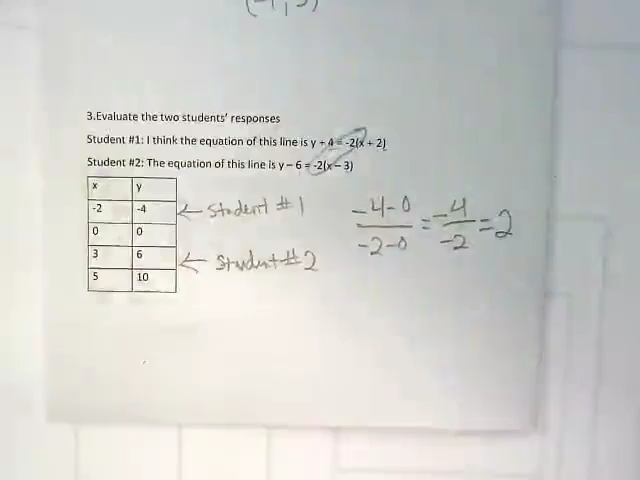 3.Evaluate the two students' responses
Student #1: I think the equation of this line is y + 4 = -2(x + 2)
Student #2: The equation of this line is y – 6 = -2(x – 3)
x y
-2 -4 ← Student #1
0 0
3 6 ← Student #2
5 10
-4-0 / -2-0 = -4 / -2 = 2